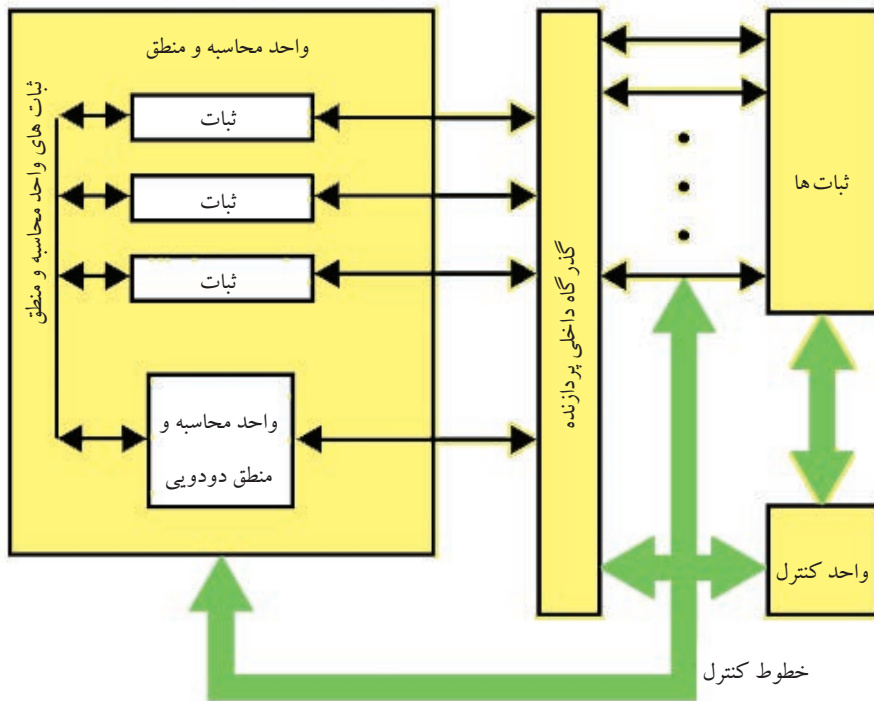 واحد محاسبه و منطق
ثبات های واحد محاسبه و منطق
ثبات
ثبات
ثبات
واحد محاسبه و
منطق دودویی
گذرگاه داخلی پردازنده
ثبات ها
واحد کنترل
خطوط کنترل